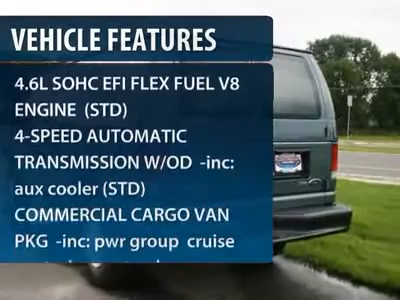 VEHICLE FEATURES
4.6L SOHC EFI FLEX FUEL V8
ENGINE (STD)
4-SPEED AUTOMATIC
TRANSMISSION W/OD -inc:
aux cooler (STD)
COMMERCIAL CARGO VAN
PKG -inc: pwr group cruise